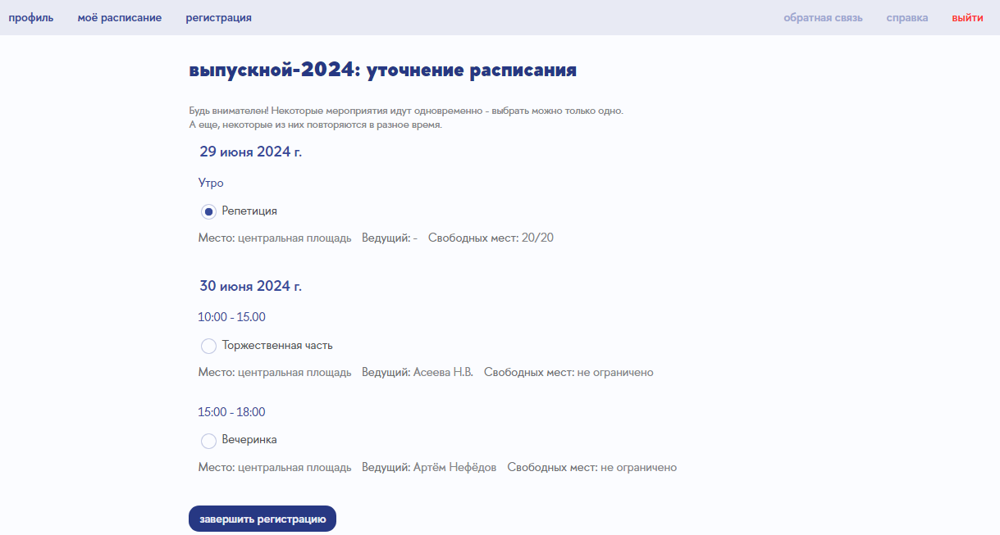 профиль моё расписание регистрация обратная связь справка выйти
выпускной-2024: уточнение расписания
Будь внимателен! Некоторые мероприятия идут одновременно - выбрать можно только одно.
А еще, некоторые из них повторяются в разное время.
29 июня 2024 г.
Утро
Репетиция
Место: центральная площадь Ведущий: - Свободных мест: 20/20
30 июня 2024 г.
10:00 - 15.00
Торжественная часть
Место: центральная площадь Ведущий: Асеева Н.В. Свободных мест: не ограничено
15:00 - 18:00
Вечеринка
Место: центральная площадь Ведущий: Артём Нефёдов Свободных мест: не ограничено
завершить регистрацию